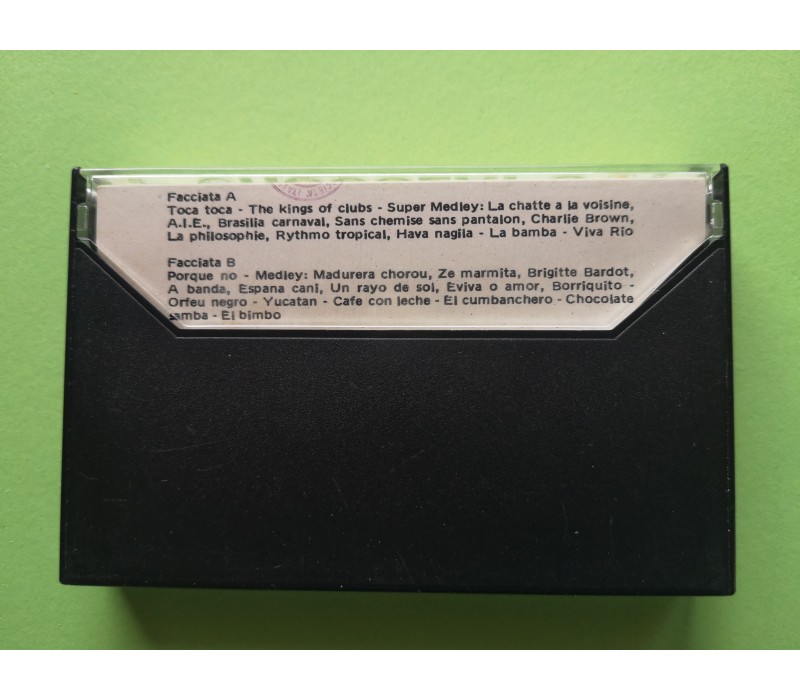 Facciata A
Toca toca - The kings of clubs - Super Medley: La chatte a la voisine,
A.I.E., Brasilia carnaval, Sans chemise sans pantalon, Charlie Brown,
La philosophie, Rythmo tropical, Hava nagila - La bamba - Viva Rio
Facciata B
Porque no - Medley: Madurera chorou, Ze marmita, Brigitte Bardot,
A banda, Espana cani, Un rayo de sol, Eviva o amor, Borriquito -
Orfeu negro - Yucatan - Cafe con leche - El cumbanchero - Chocolate
samba - El bimbo